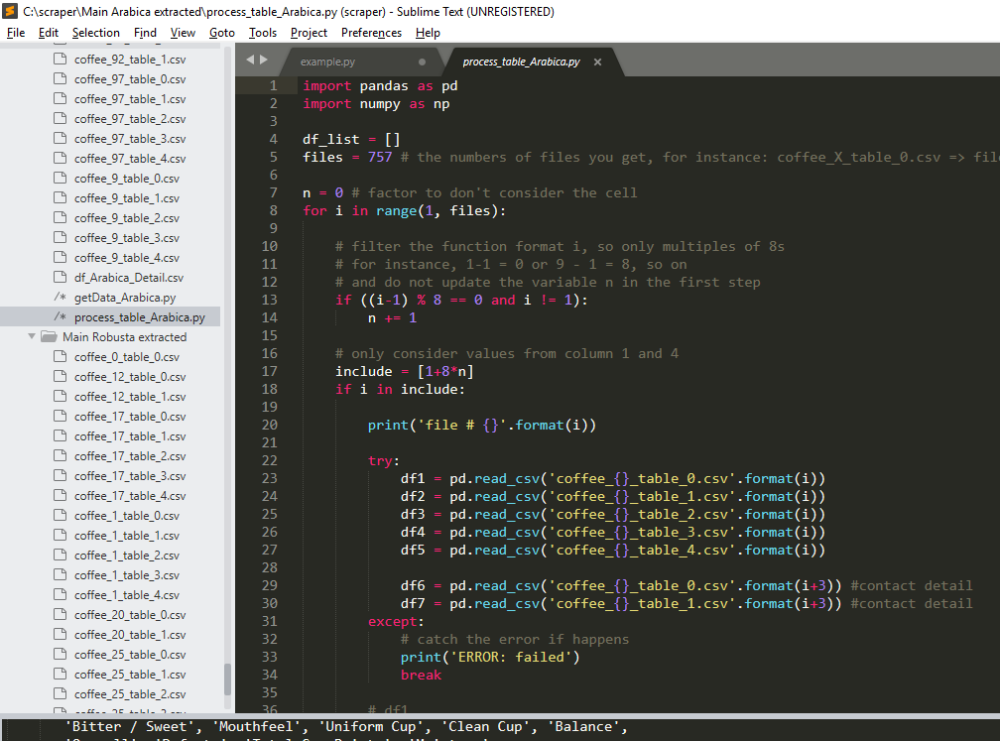 C:\scraper\Main Arabica extracted\process_table_Arabica.py (scraper) - Sublime Text (UNREGISTERED)
File Edit Selection Find View Goto Tools Project Preferences Help
coffee_92_table_1.csv
coffee_97_table_0.csv
coffee_97_table_1.csv
coffee_97_table_2.csv
coffee_97_table_3.csv
coffee_97_table_4.csv
coffee_9_table_0.csv
coffee_9_table_1.csv
coffee_9_table_2.csv
coffee_9_table_3.csv
coffee_9_table_4.csv
df_Arabica_Detail.csv
/* getData_Arabica.py
/* process_table_Arabica.py
Main Robusta extracted
coffee_0_table_0.csv
coffee_12_table_0.csv
coffee_12_table_1.csv
coffee_17_table_0.csv
coffee_17_table_1.csv
coffee_17_table_2.csv
coffee_17_table_3.csv
coffee_17_table_4.csv
coffee_1_table_0.csv
coffee_1_table_1.csv
coffee_1_table_2.csv
coffee_1_table_3.csv
coffee_1_table_4.csv
coffee_20_table_0.csv
coffee_20_table_1.csv
coffee_25_table_0.csv
coffee_25_table_1.csv
coffee_25_table_2.csv
example.py process_table_Arabica.py
1 import pandas as pd
2 import numpy as np
3
4 df_list = []
5 files = 757 # the numbers of files you get, for instance: coffee_X_table_0.csv => fil
6
7 n = 0 # factor to don't consider the cell
8 for i in range(1, files):
9
10 # filter the function format i, so only multiples of 8s
11 # for instance, 1-1 = 0 or 9 - 1 = 8, so on
12 # and do not update the variable n in the first step
13 if ((i-1) % 8 == 0 and i != 1):
14 n += 1
15
16 # only consider values from column 1 and 4
17 include = [1+8*n]
18 if i in include:
19
20 print('file # {}'.format(i))
21
22 try:
23 df1 = pd.read_csv('coffee_{}_table_0.csv'.format(i))
24 df2 = pd.read_csv('coffee_{}_table_1.csv'.format(i))
25 df3 = pd.read_csv('coffee_{}_table_2.csv'.format(i))
26 df4 = pd.read_csv('coffee_{}_table_3.csv'.format(i))
27 df5 = pd.read_csv('coffee_{}_table_4.csv'.format(i))
28
29 df6 = pd.read_csv('coffee_{}_table_0.csv'.format(i+3)) #contact detail
30 df7 = pd.read_csv('coffee_{}_table_1.csv'.format(i+3)) #contact detail
31 except:
32 # catch the error if happens
33 print('ERROR: failed')
34 break
35
36 # df1
'Bitter / Sweet', 'Mouthfeel', 'Uniform Cup', 'Clean Cup', 'Balance',